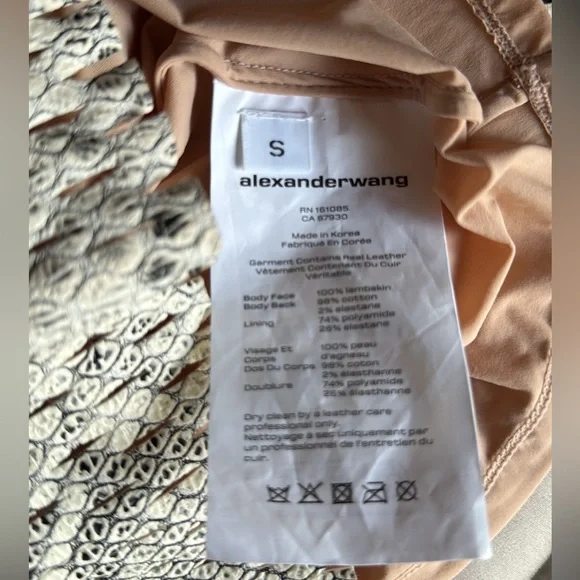 S
alexanderwang
RN 161085
CA 67930
Made in Korea
Fabriqué En Corée
Garment Contains Real Leather
Vêtement Contenant Du Cuir
Véritable
Body Face 100% lambskin
Body Back 98% cotton
2% elastane
Lining 74% polyamide
26% elastane
Visage Et 100% peau
Corps d'agneau
Dos Du Corps 98% coton
2% élasthanne
Doublure 74% polyamide
26% élasthanne
Dry clean by a leather care
professional only.
Nettoyage à sec uniquement par
un professionnel de l'entretien du
cuir.